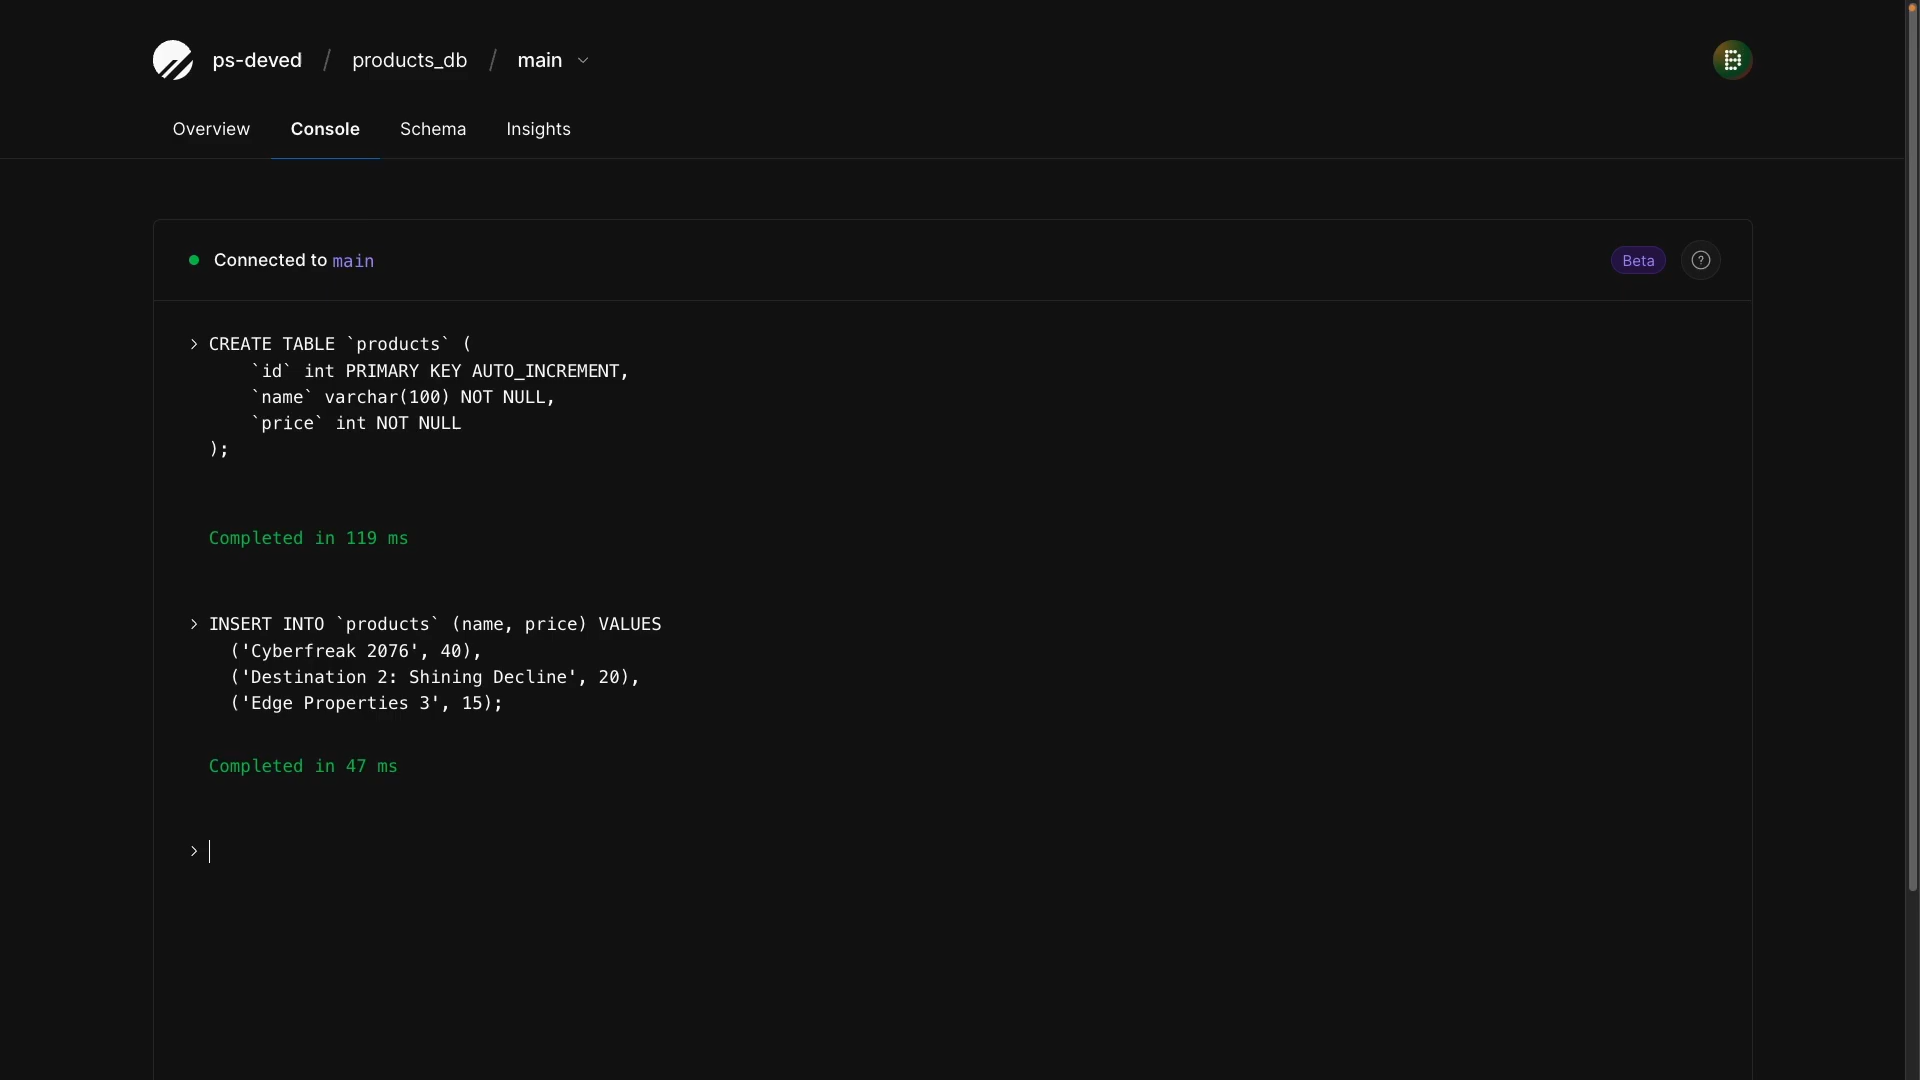 ps-deved / products_db / main
Overview Console Schema Insights
Connected to main Beta ?
> CREATE TABLE `products` (
    `id` int PRIMARY KEY AUTO_INCREMENT,
    `name` varchar(100) NOT NULL,
    `price` int NOT NULL
);
Completed in 119 ms
> INSERT INTO `products` (name, price) VALUES
  ('Cyberfreak 2076', 40),
  ('Destination 2: Shining Decline', 20),
  ('Edge Properties 3', 15);
Completed in 47 ms
>